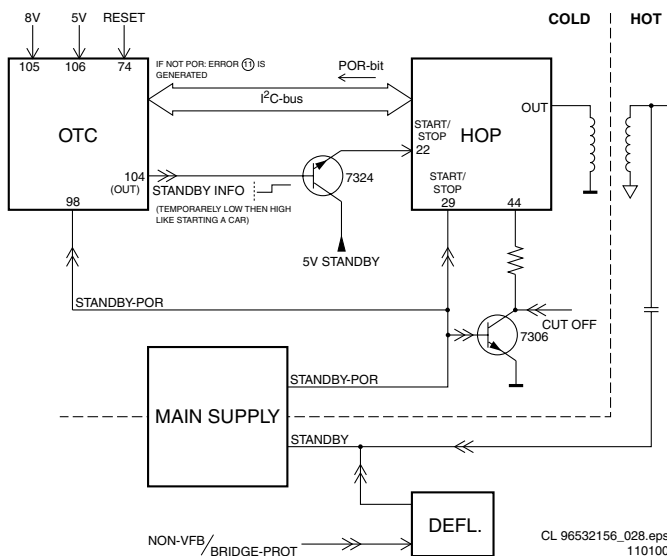 8V 5V RESET
COLD HOT
105 106 74
IF NOT POR: ERROR 11 IS
GENERATED
POR-bit
I2C-bus
OTC
HOP
OUT
START/
STOP
22
104
(OUT)
STANDBY INFO
7324
(TEMPORARELY LOW THEN HIGH
LIKE STARTING A CAR)
START/
STOP
98
29 44
5V STANDBY
STANDBY-POR
CUT OFF
7306
STANDBY-POR
MAIN SUPPLY
STANDBY
DEFL.
NON-VFB/
BRIDGE-PROT
CL 96532156_028.eps
110100